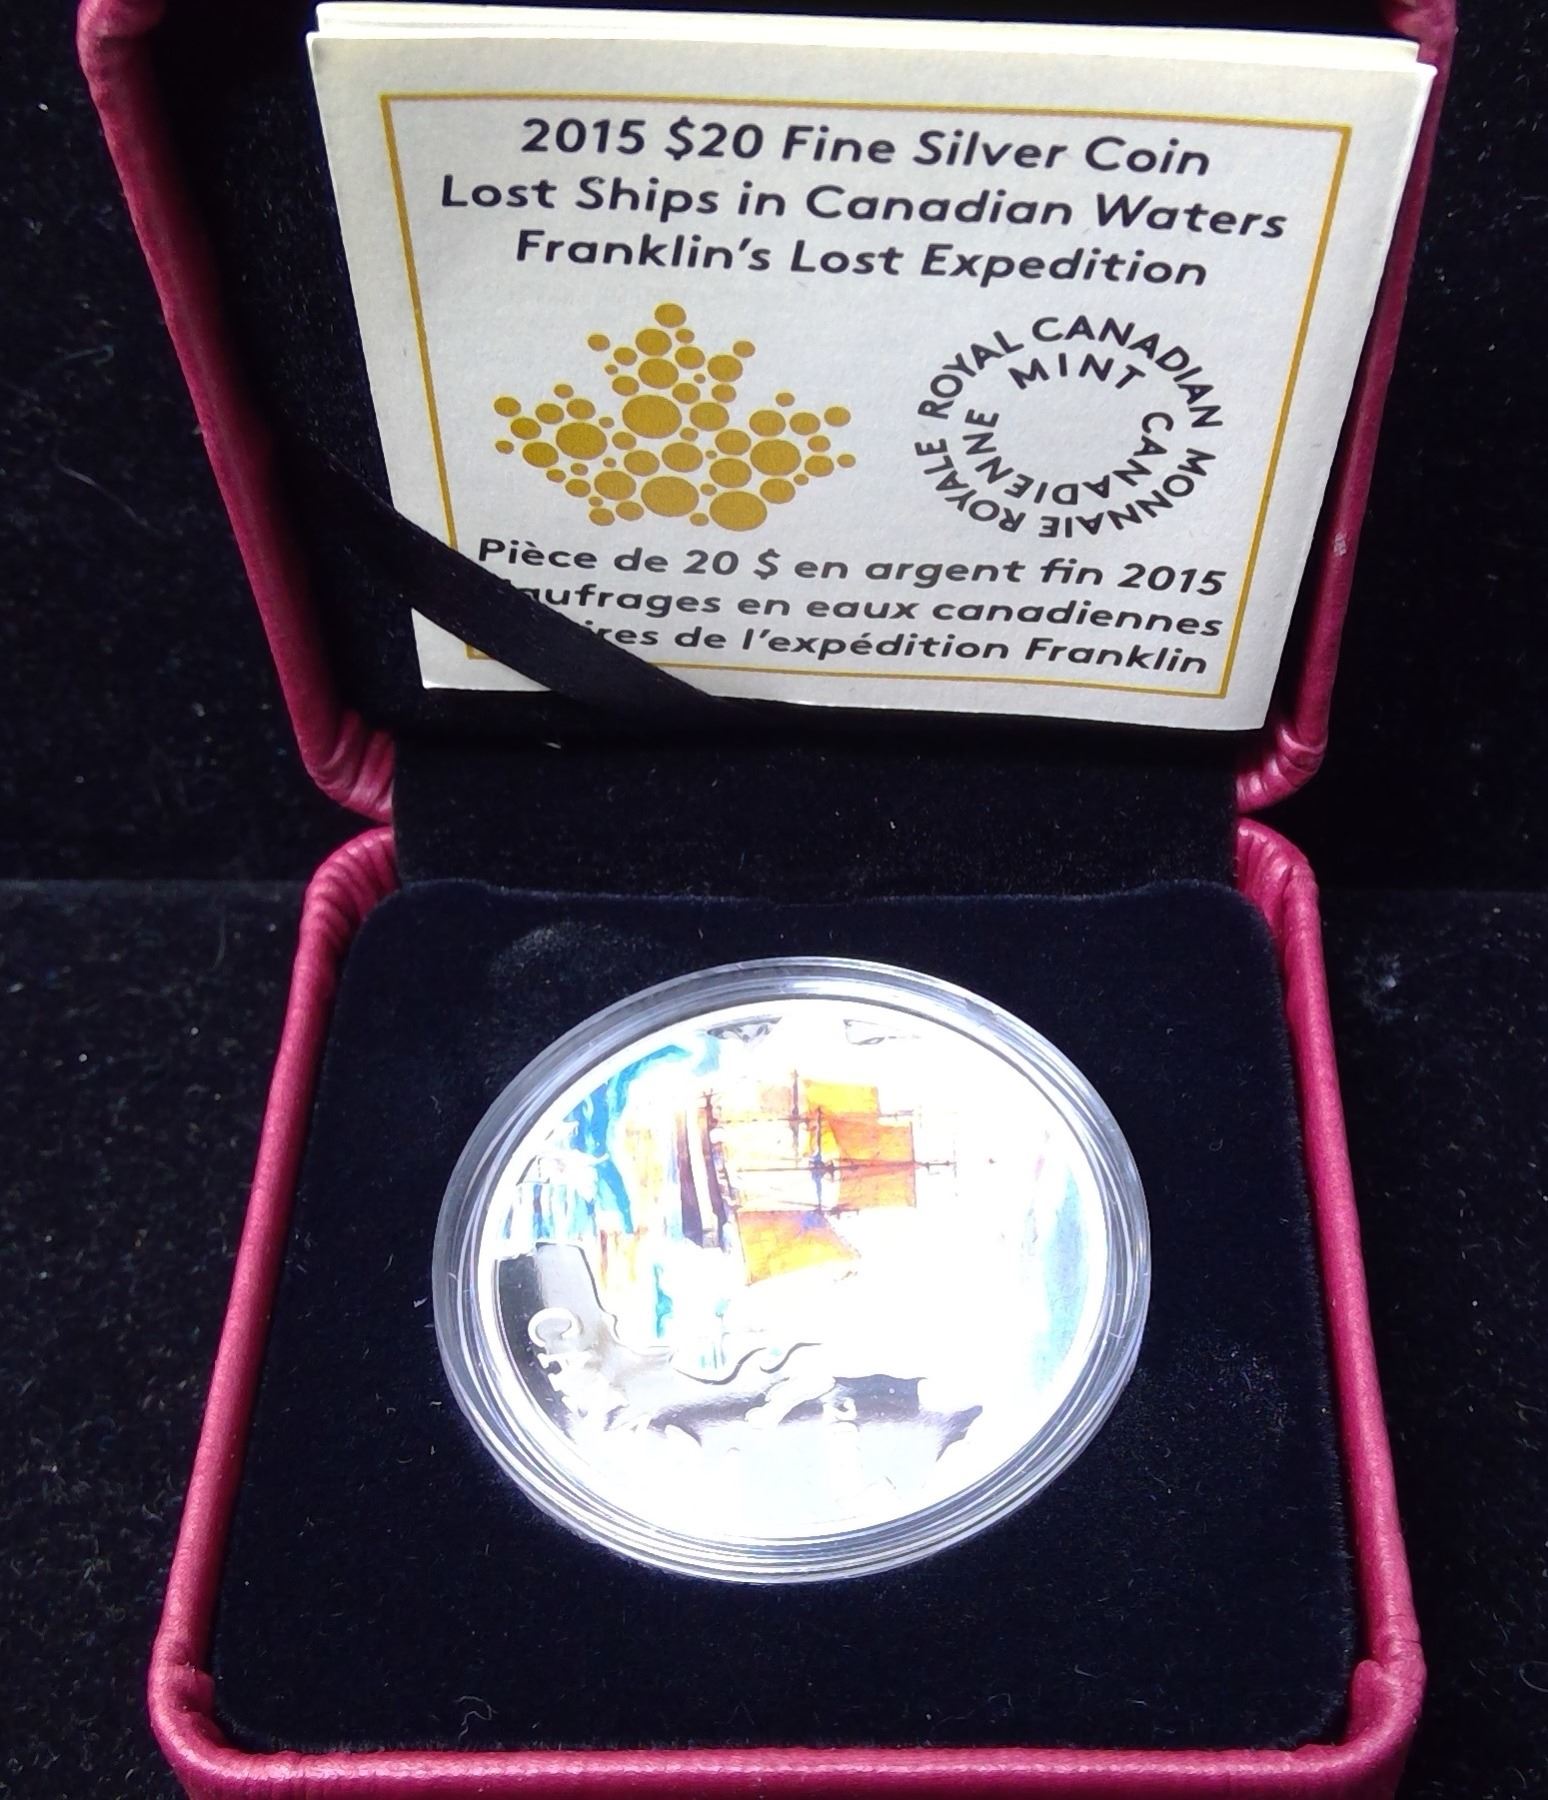 2015 $20 Fine Silver Coin
Lost Ships in Canadian Waters
Franklin's Lost Expedition
ROYAL CANADIAN MINT
MONNAIE ROYALE CANADIENNE
Pièce de 20 $ en argent fin 2015
en eaux canadiennes
de l'expédition Franklin